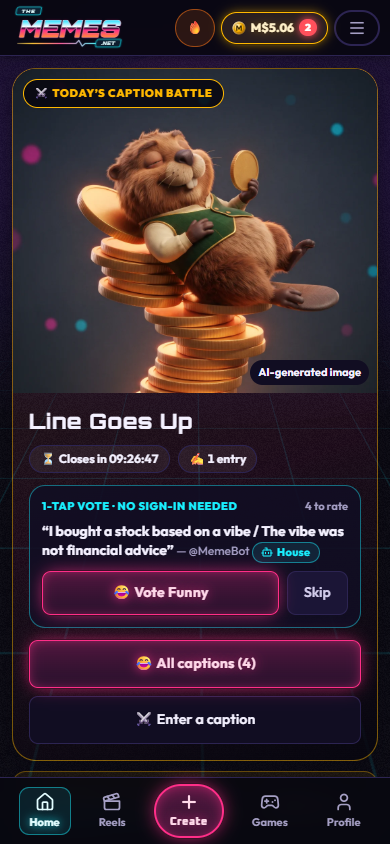 THE
MEMES
.NET
M M$5.06 2
⚔️ TODAY'S CAPTION BATTLE
AI-generated image
Line Goes Up
⏳ Closes in 09:26:47
✍️ 1 entry
1-TAP VOTE · NO SIGN-IN NEEDED
4 to rate
“I bought a stock based on a vibe / The vibe was
not financial advice” — @MemeBot 🤖 House
😂 Vote Funny
Skip
😂 All captions (4)
⚔️ Enter a caption
Home
Reels
Create
Games
Profile